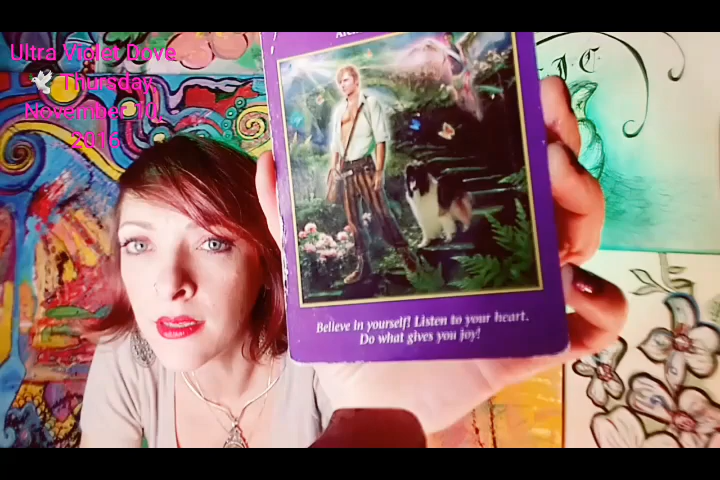 Ultra Violet Dove
🕊 Thursday
November 10,
2016
Believe in yourself! Listen to your heart.
Do what gives you joy!
J.C.